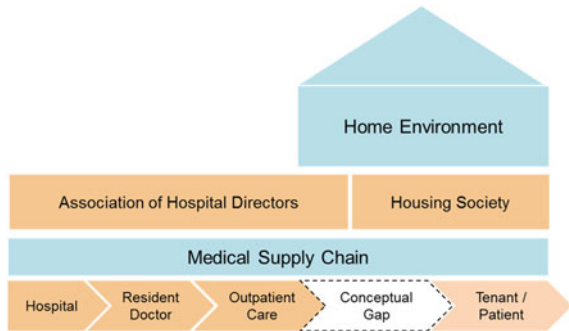 Home Environment
Association of Hospital Directors
Housing Society
Medical Supply Chain
Hospital
Resident
Doctor
Outpatient
Care
Conceptual
Gap
Tenant /
Patient